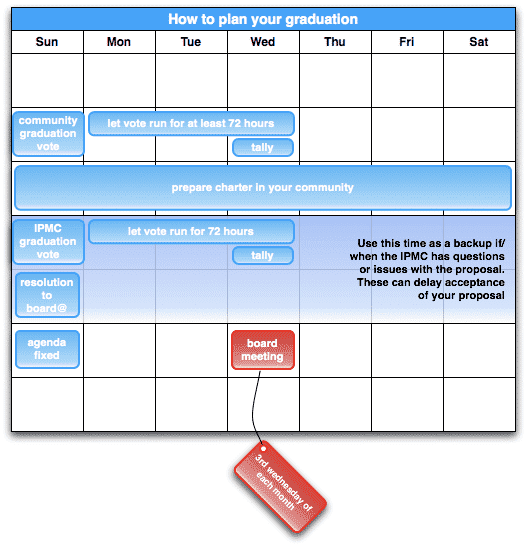 How to plan your graduation
Sun Mon Tue Wed Thu Fri Sat
community
graduation
vote
let vote run for at least 72 hours
tally
prepare charter in your community
IPMC
graduation
vote
let vote run for 72 hours
tally
Use this time as a backup if/
when the IPMC has questions
or issues with the proposal.
These can delay acceptance
of your proposal
resolution
to
board@
agenda
fixed
board
meeting
3rd wednesday of
each month